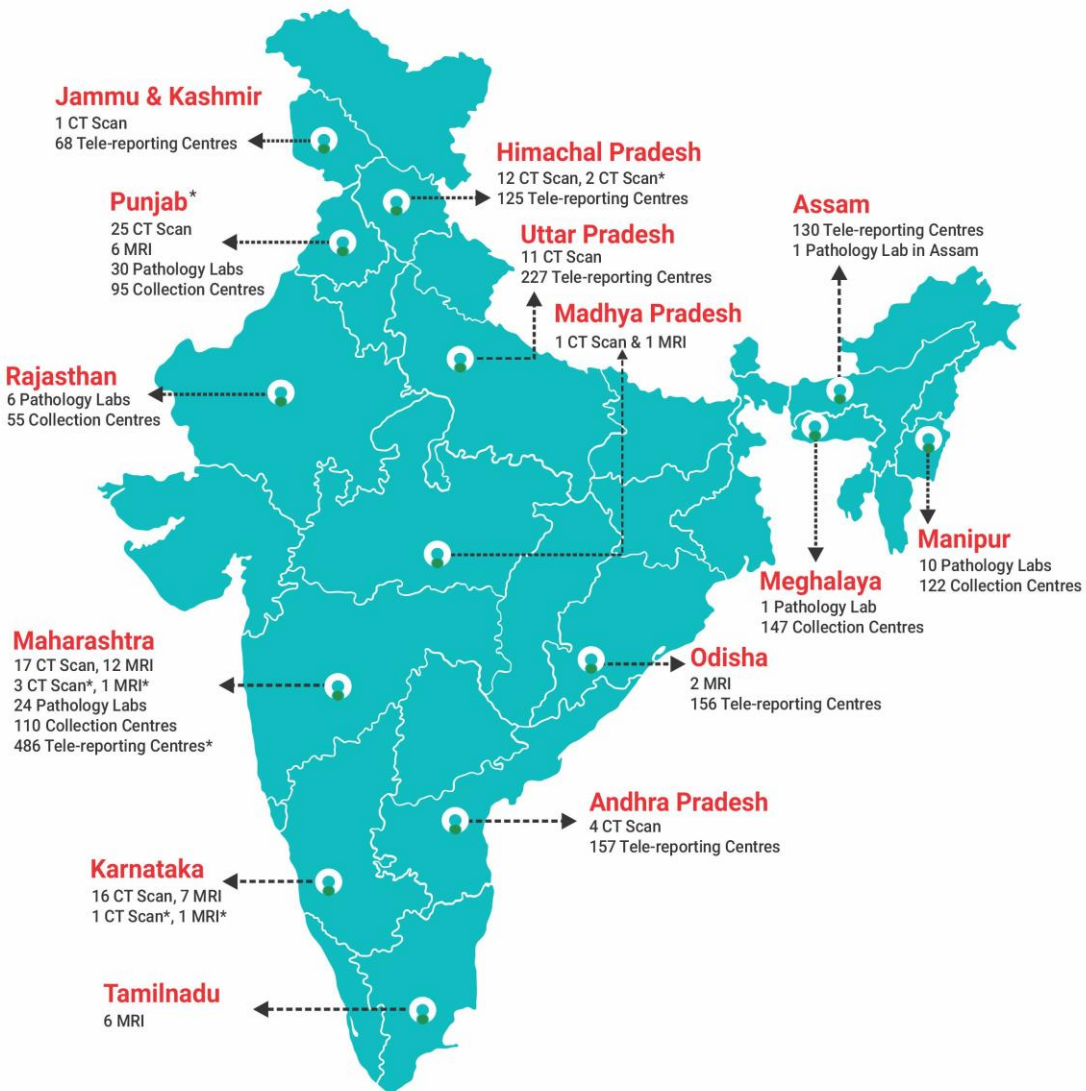 Jammu & Kashmir
1 CT Scan
68 Tele-reporting Centres
Himachal Pradesh
12 CT Scan, 2 CT Scan*
125 Tele-reporting Centres
Punjab*
25 CT Scan
6 MRI
30 Pathology Labs
95 Collection Centres
Uttar Pradesh
11 CT Scan
227 Tele-reporting Centres
Assam
130 Tele-reporting Centres
1 Pathology Lab in Assam
Madhya Pradesh
1 CT Scan & 1 MRI
Rajasthan
6 Pathology Labs
55 Collection Centres
Manipur
10 Pathology Labs
122 Collection Centres
Meghalaya
1 Pathology Lab
147 Collection Centres
Maharashtra
17 CT Scan, 12 MRI
3 CT Scan*, 1 MRI*
24 Pathology Labs
110 Collection Centres
486 Tele-reporting Centres*
Odisha
2 MRI
156 Tele-reporting Centres
Andhra Pradesh
4 CT Scan
157 Tele-reporting Centres
Karnataka
16 CT Scan, 7 MRI
1 CT Scan*, 1 MRI*
Tamilnadu
6 MRI